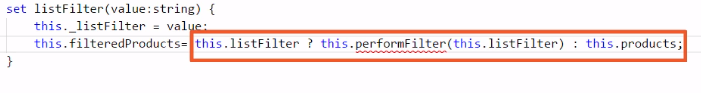 set listFilter(value:string) {
this._listFilter = value;
this.filteredProducts= this.listFilter ? this.performFilter(this.listFilter) : this.products;
}